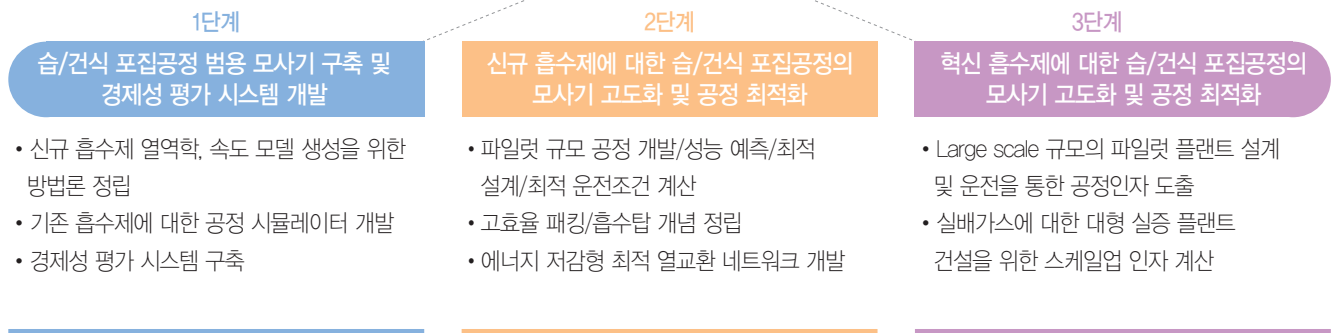 1단계
습/건식 포집공정 범용 모사기 구축 및
경제성 평가 시스템 개발
• 신규 흡수제 열역학, 속도 모델 생성을 위한
방법론 정립
• 기존 흡수제에 대한 공정 시뮬레이터 개발
• 경제성 평가 시스템 구축
2단계
신규 흡수제에 대한 습/건식 포집공정의
모사기 고도화 및 공정 최적화
• 파일럿 규모 공정 개발/성능 예측/최적
설계/최적 운전조건 계산
• 고효율 패킹/흡수탑 개념 정립
• 에너지 저감형 최적 열교환 네트워크 개발
3단계
혁신 흡수제에 대한 습/건식 포집공정의
모사기 고도화 및 공정 최적화
• Large scale 규모의 파일럿 플랜트 설계
및 운전을 통한 공정인자 도출
• 실배가스에 대한 대형 실증 플랜트
건설을 위한 스케일업 인자 계산